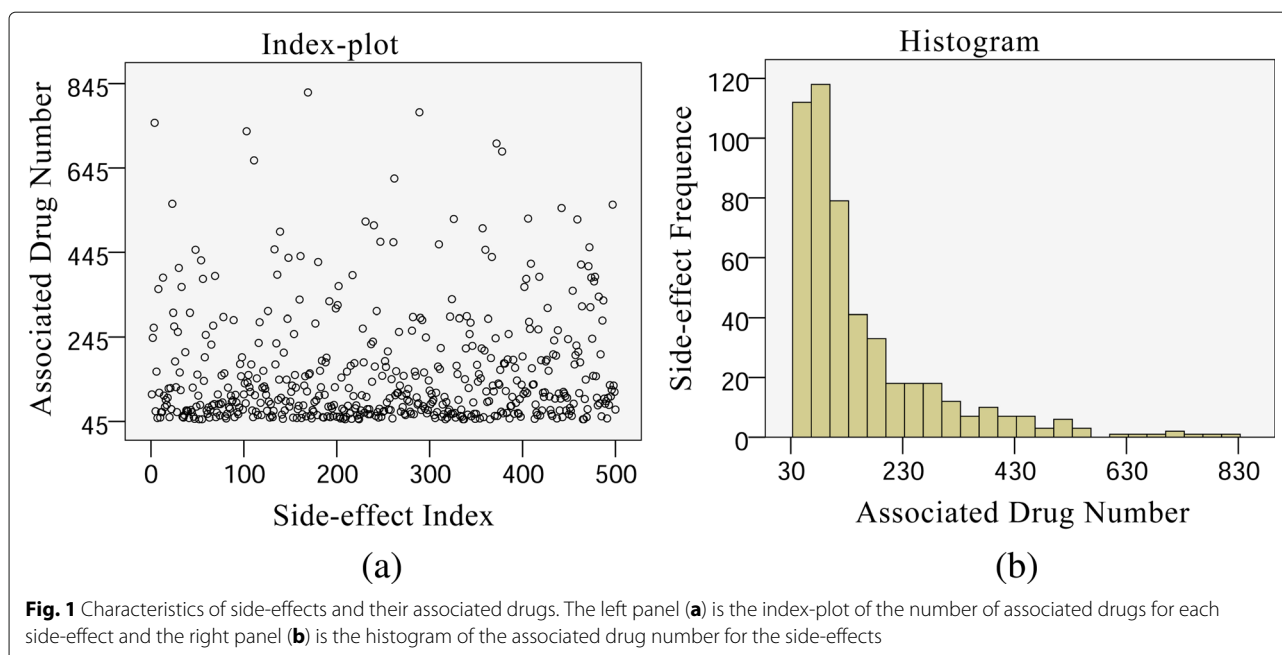 Index-plot
Associated Drug Number
845
645
445
245
45
0 100 200 300 400 500
Side-effect Index
(a)
Histogram
Side-effect Frequence
120
100
80
60
40
20
0
30 230 430 630 830
Associated Drug Number
(b)
Fig. 1 Characteristics of side-effects and their associated drugs. The left panel (a) is the index-plot of the number of associated drugs for each
side-effect and the right panel (b) is the histogram of the associated drug number for the side-effects